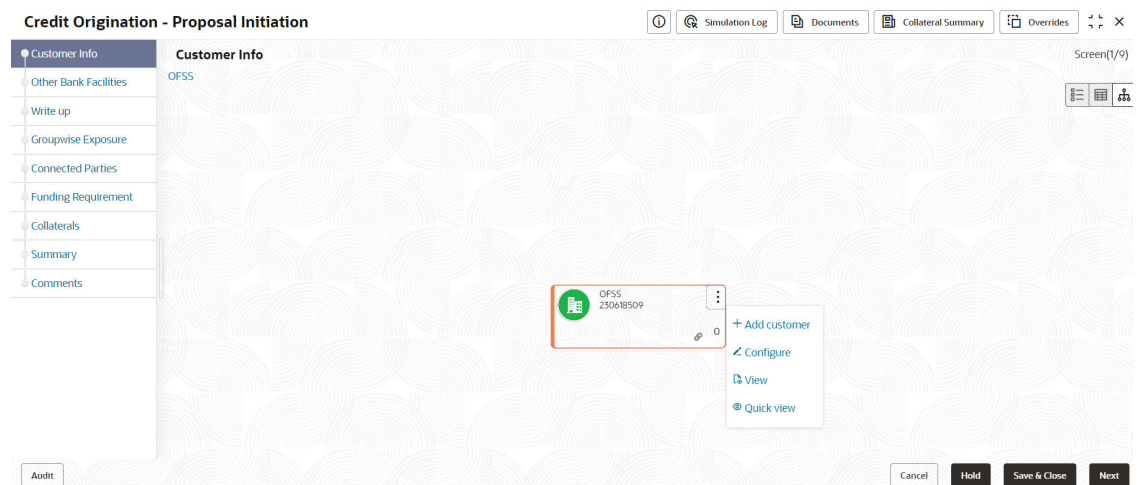 Credit Origination - Proposal Initiation
Simulation Log
Documents
Collateral Summary
Overrides
Customer Info
Other Bank Facilities
Write up
Groupwise Exposure
Connected Parties
Funding Requirement
Collaterals
Summary
Comments
Customer Info
Screen(1/9)
OFSS
OFSS
230618509
0
Add customer
Configure
View
Quick view
Audit
Cancel
Hold
Save & Close
Next